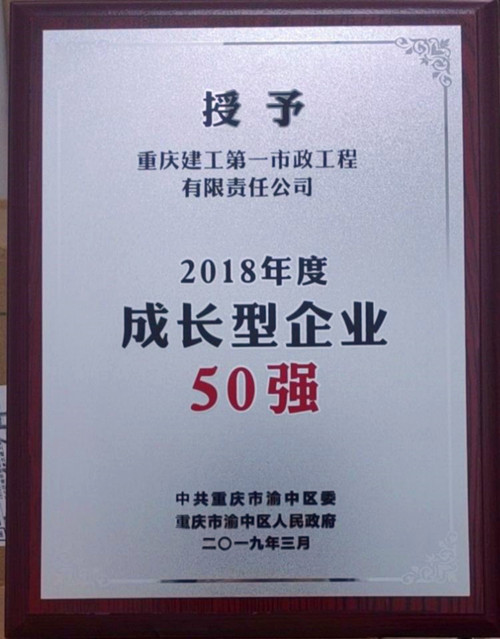 授予
重庆建工第一市政工程
有限责任公司
2018年度
成长型企业
50强
中共重庆市渝中区委
重庆市渝中区人民政府
二〇一九年三月